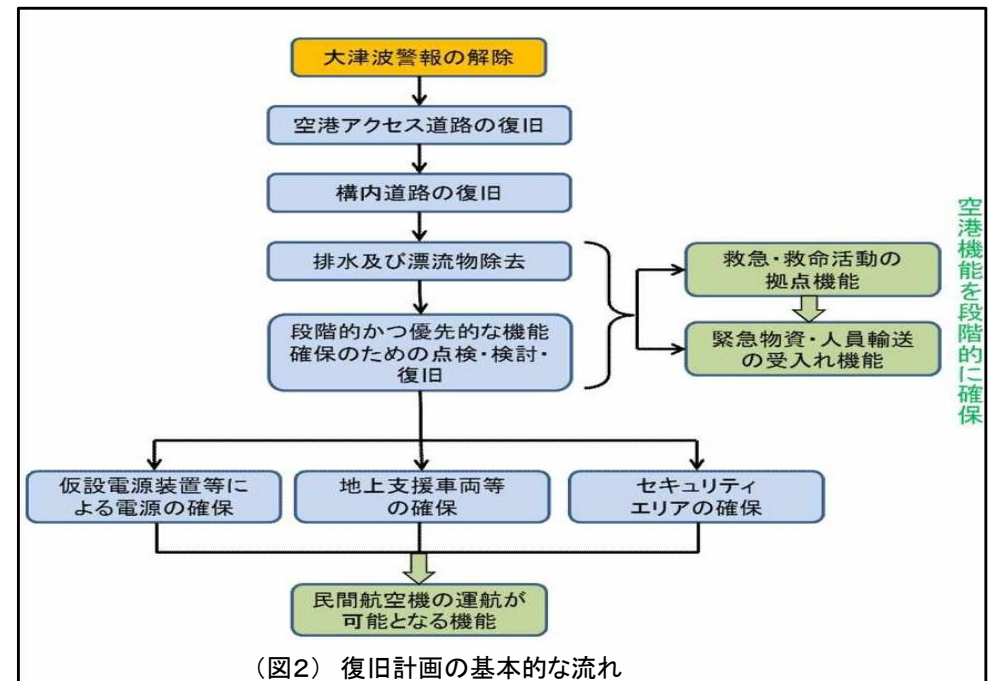 大津波警報の解除
空港アクセス道路の復旧
構内道路の復旧
排水及び漂流物除去
段階的かつ優先的な機能
確保のための点検・検討・
復旧
救急・救命活動の
拠点機能
緊急物資・人員輸送
の受入れ機能
空港機能を段階的に確保
仮設電源装置等に
よる電源の確保
地上支援車両等
の確保
セキュリティ
エリアの確保
民間航空機の運航が
可能となる機能
（図２） 復旧計画の基本的な流れ